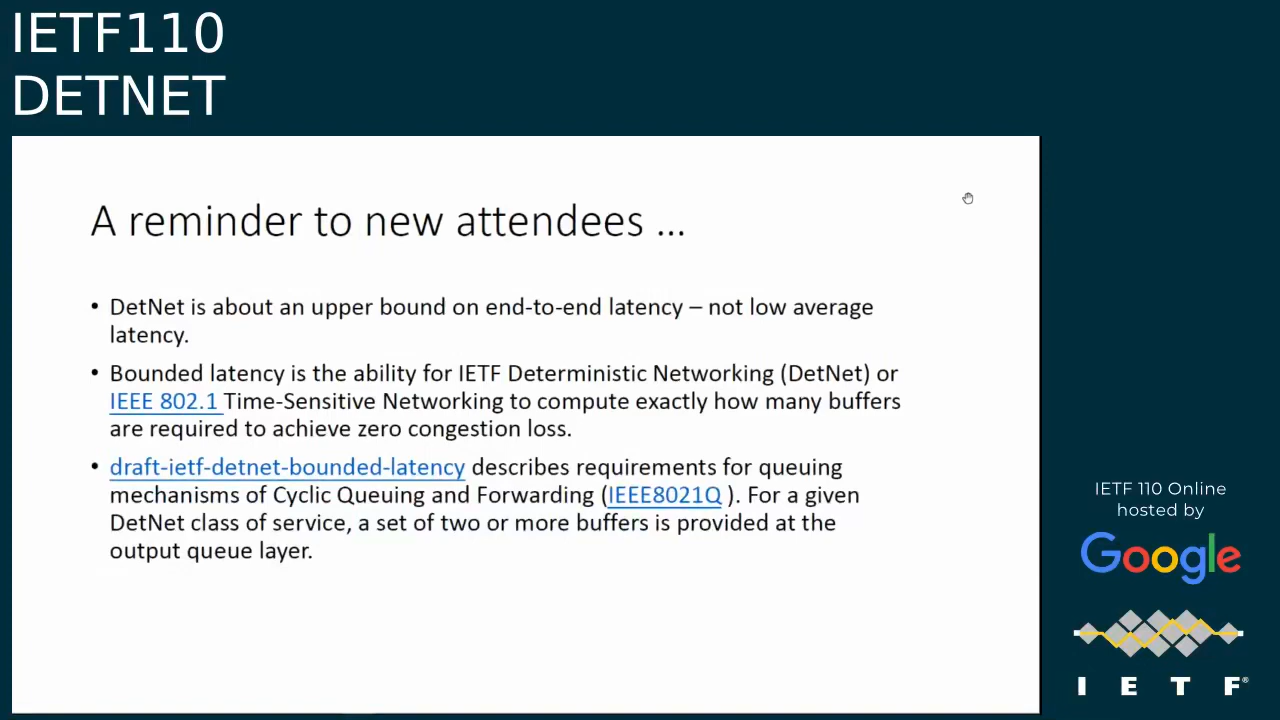 IETF110
DETNET
A reminder to new attendees ...
• DetNet is about an upper bound on end-to-end latency – not low average
latency.
• Bounded latency is the ability for IETF Deterministic Networking (DetNet) or
IEEE 802.1 Time-Sensitive Networking to compute exactly how many buffers
are required to achieve zero congestion loss.
• draft-ietf-detnet-bounded-latency describes requirements for queuing
mechanisms of Cyclic Queuing and Forwarding (IEEE8021Q ). For a given
DetNet class of service, a set of two or more buffers is provided at the
output queue layer.
IETF 110 Online
hosted by
Google
I E T F®